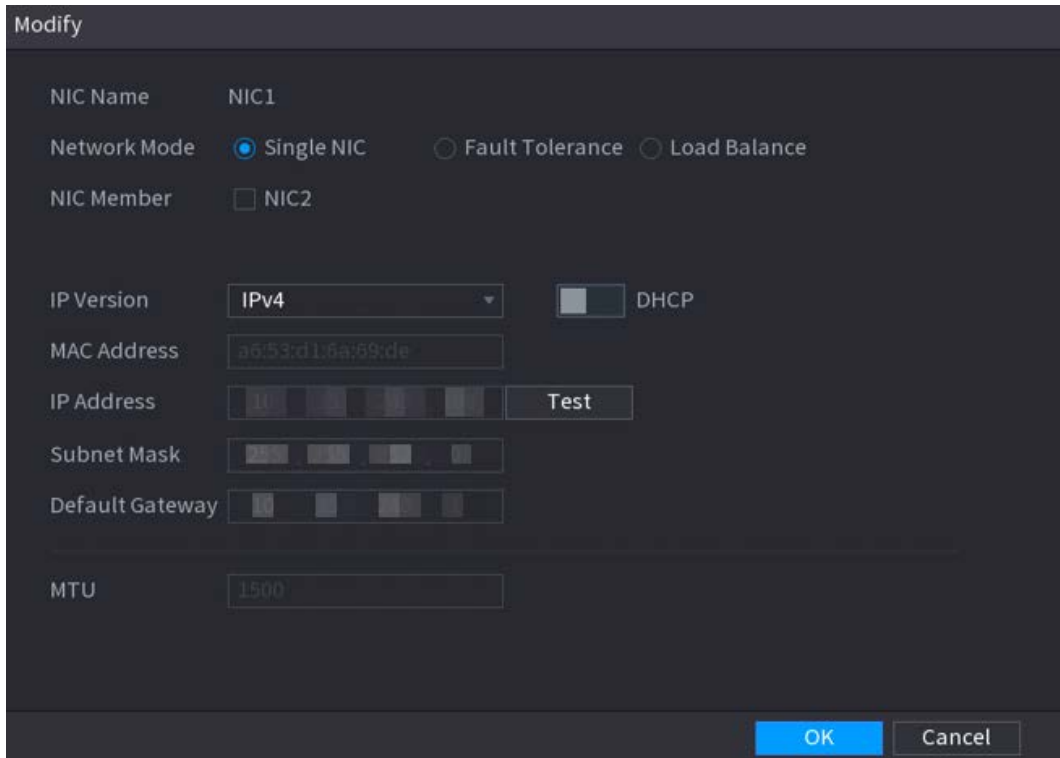 Modify
NIC Name NIC1
Network Mode Single NIC Fault Tolerance Load Balance
NIC Member NIC2
IP Version IPv4 DHCP
MAC Address a6:53:d1:6a:69:de
IP Address Test
Subnet Mask
Default Gateway
MTU 1500
OK Cancel